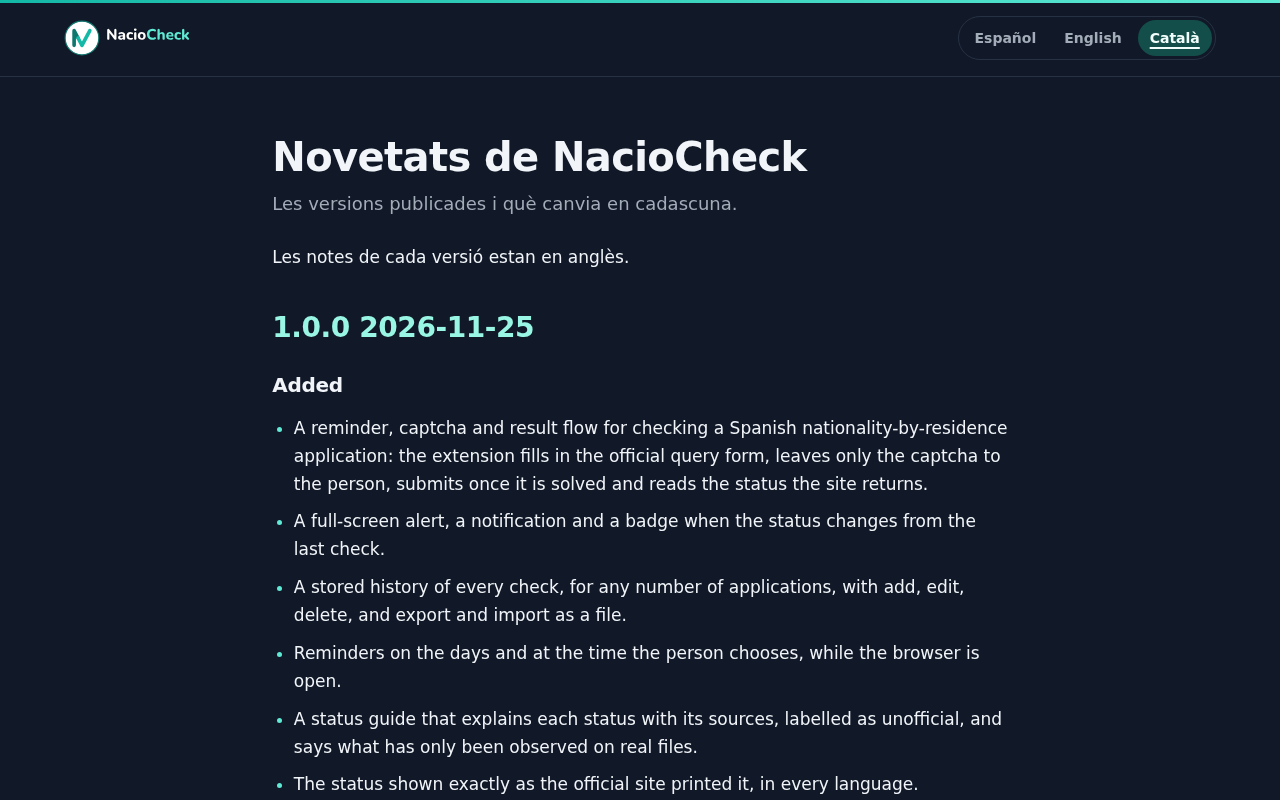 NacioCheck
Español English Català
Novetats de NacioCheck
Les versions publicades i què canvia en cadascuna.
Les notes de cada versió estan en anglès.
1.0.0 2026-11-25
Added
A reminder, captcha and result flow for checking a Spanish nationality-by-residence
application: the extension fills in the official query form, leaves only the captcha to
the person, submits once it is solved and reads the status the site returns.
A full-screen alert, a notification and a badge when the status changes from the
last check.
A stored history of every check, for any number of applications, with add, edit,
delete, and export and import as a file.
Reminders on the days and at the time the person chooses, while the browser is
open.
A status guide that explains each status with its sources, labelled as unofficial, and
says what has only been observed on real files.
The status shown exactly as the official site printed it, in every language.